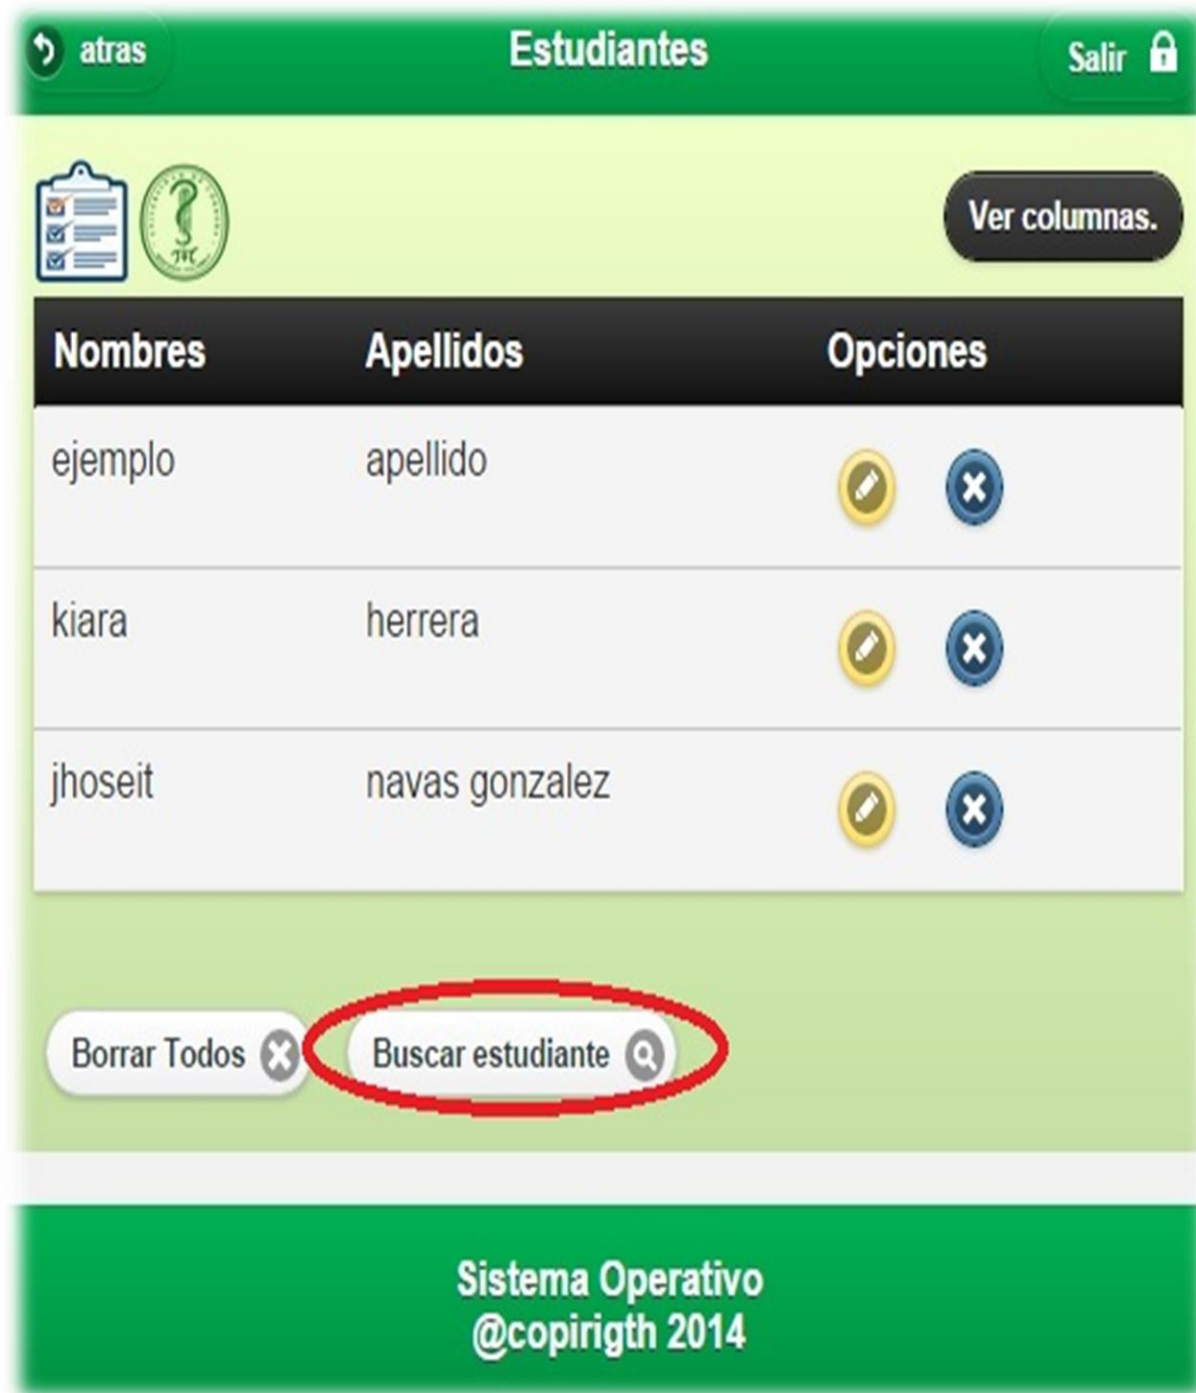 atras Estudiantes Salir
Ver columnas.
Nombres Apellidos Opciones
ejemplo apellido
kiara herrera
jhoseit navas gonzalez
Borrar Todos Buscar estudiante
Sistema Operativo
@copirigth 2014